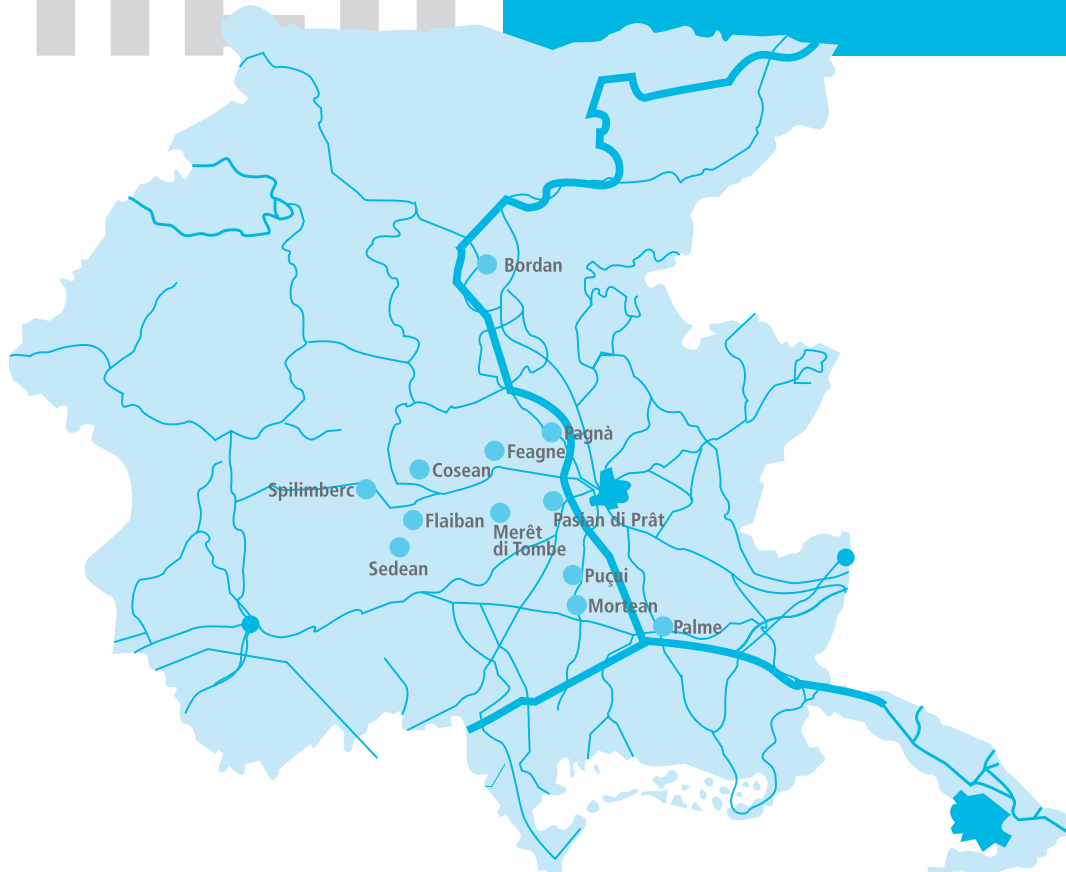 Bordan
Pagnà
Feagne
Cosean
Spilimberc
Flaiban
Pasian di Prât
Merêt
di Tombe
Sedean
Puçui
Mortean
Palme